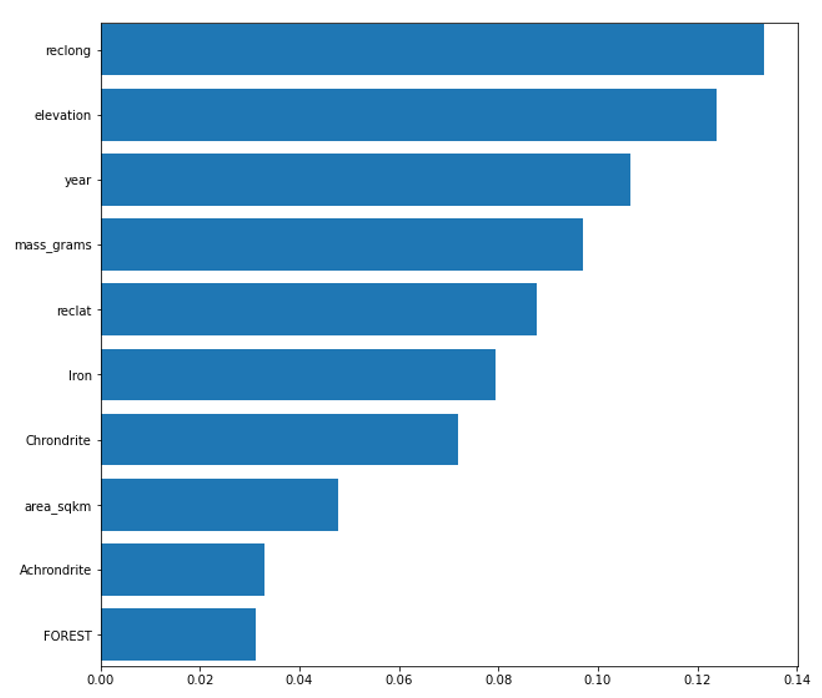 reclong
elevation
year
mass_grams
reclat
Iron
Chrondrite
area_sqkm
Achrondrite
FOREST
0.00 0.02 0.04 0.06 0.08 0.10 0.12 0.14